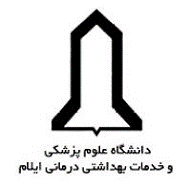 دانشگاه علوم پزشکی
و خدمات بهداشتی درمانی ایلام